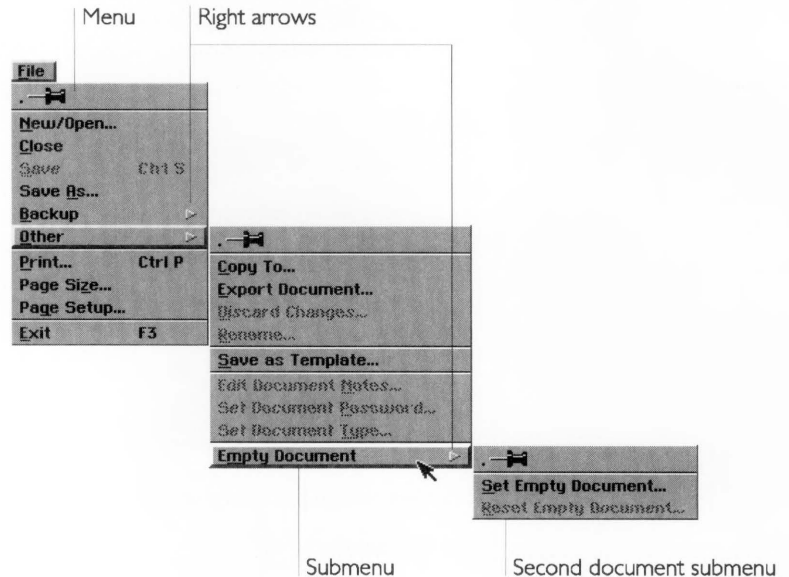 Menu
Right arrows
File
New/Open...
Close
Save Ctrl S
Save As...
Backup
Other
Print... Ctrl P
Page Size...
Page Setup...
Exit F3
Copy To...
Export Document...
Discard Changes...
Rename...
Save as Template...
Edit Document Notes...
Set Document Password...
Set Document Type...
Empty Document
Set Empty Document...
Reset Empty Document...
Submenu
Second document submenu